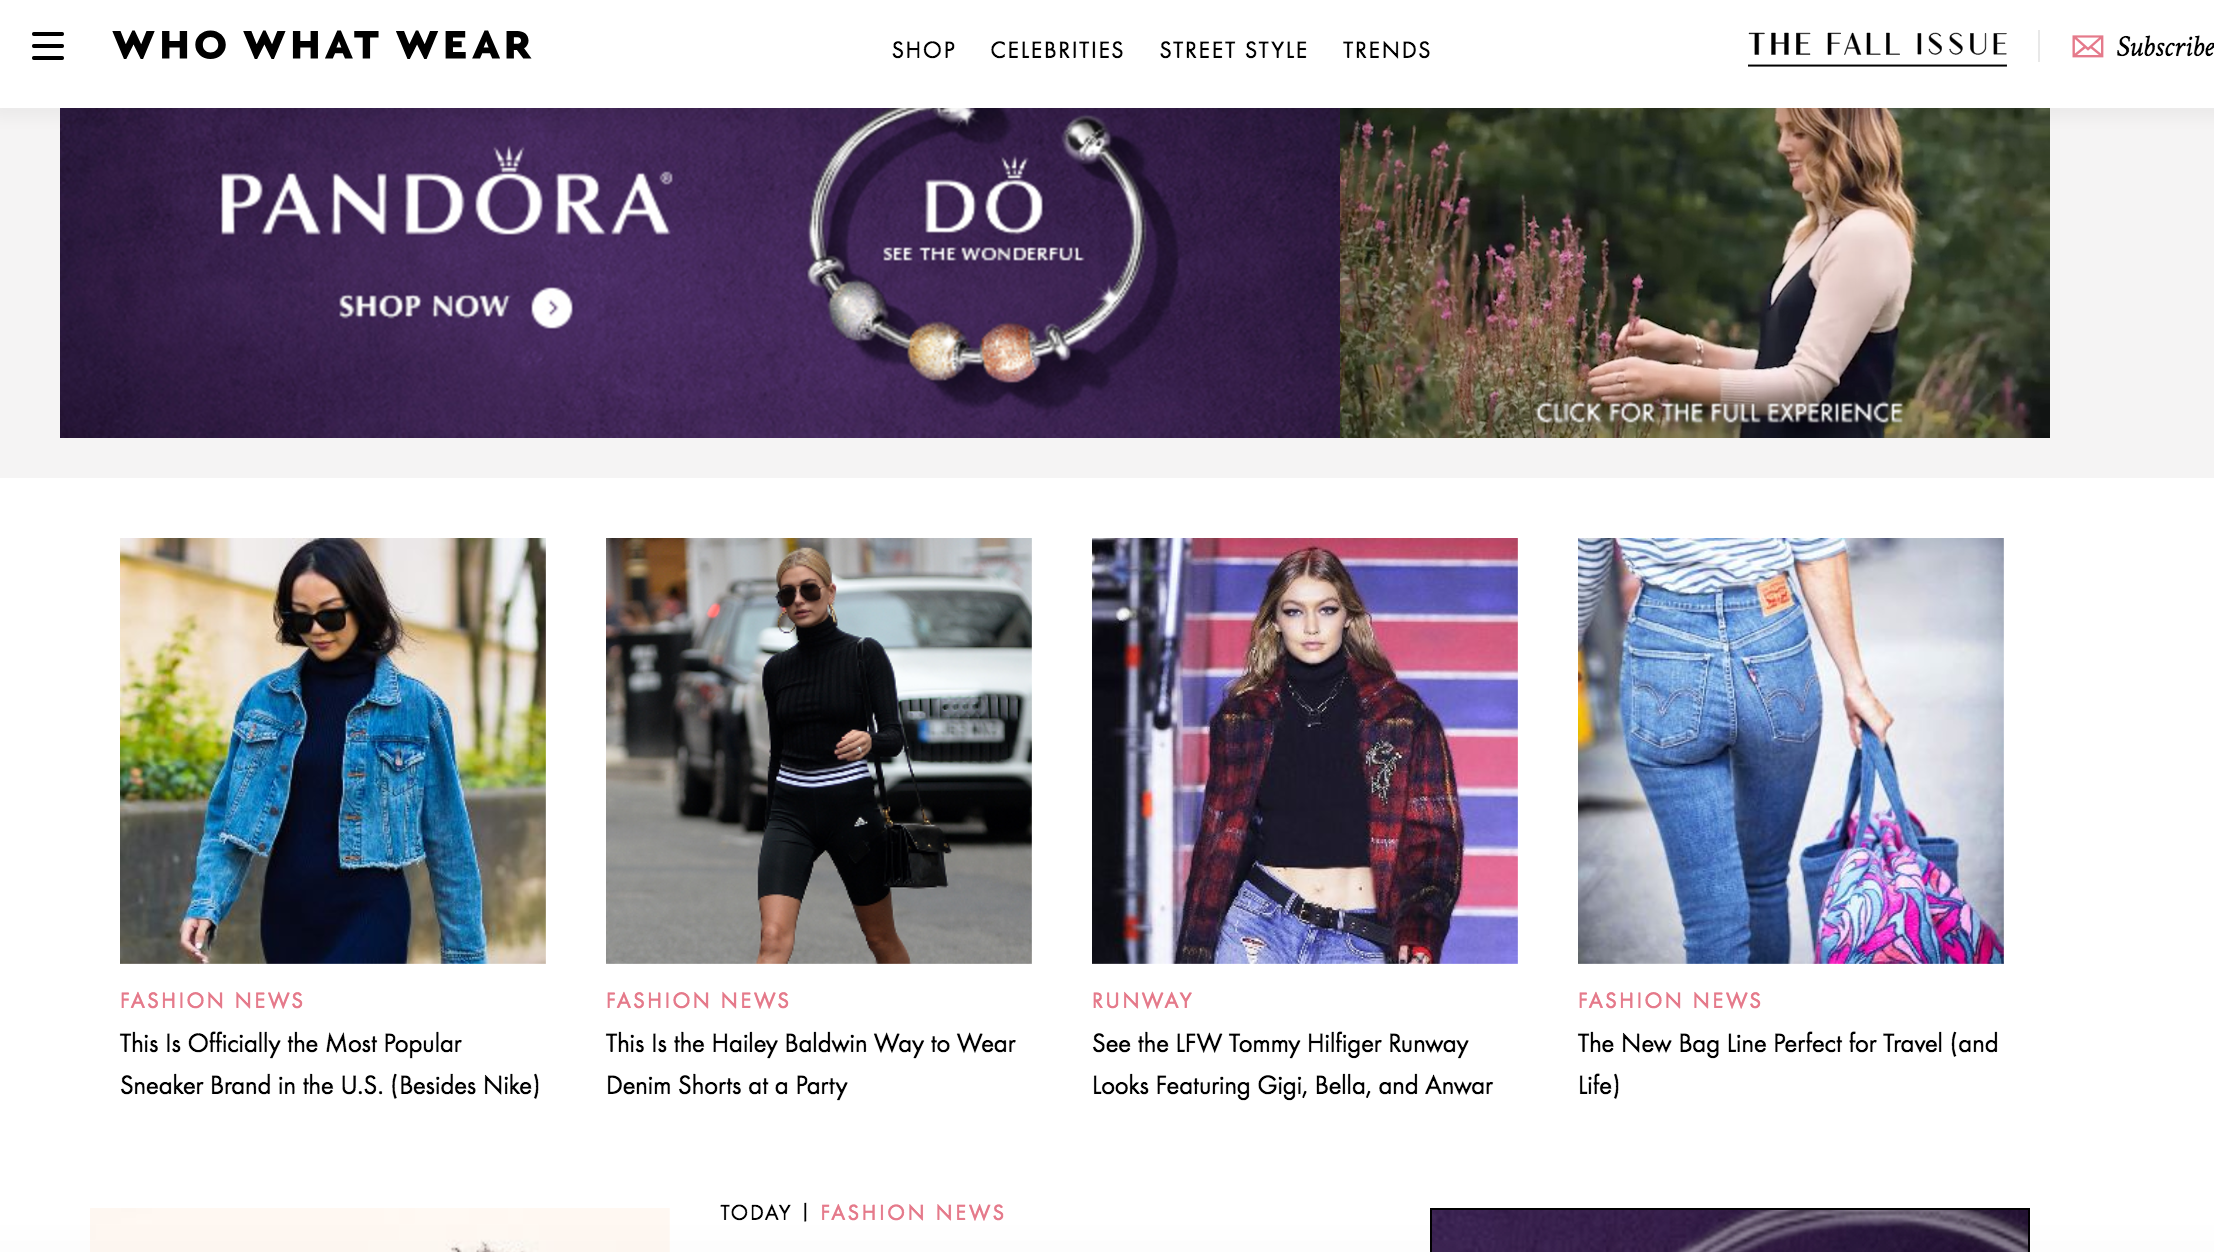 WHO WHAT WEAR
SHOP CELEBRITIES STREET STYLE TRENDS
THE FALL ISSUE
Subscribe
PANDORA®
SHOP NOW
DO
SEE THE WONDERFUL
CLICK FOR THE FULL EXPERIENCE
FASHION NEWS
This Is Officially the Most Popular
Sneaker Brand in the U.S. (Besides Nike)
FASHION NEWS
This Is the Hailey Baldwin Way to Wear
Denim Shorts at a Party
RUNWAY
See the LFW Tommy Hilfiger Runway
Looks Featuring Gigi, Bella, and Anwar
FASHION NEWS
The New Bag Line Perfect for Travel (and
Life)
TODAY | FASHION NEWS